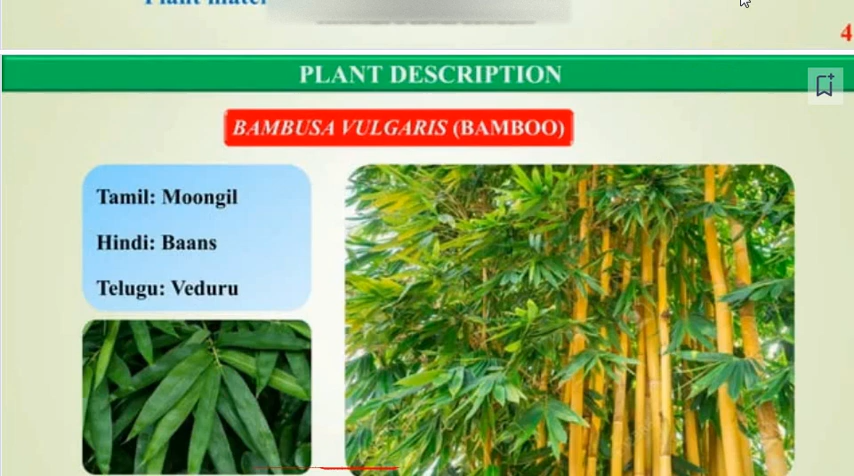 4
PLANT DESCRIPTION
BAMBUSA VULGARIS (BAMBOO)
Tamil: Moongil
Hindi: Baans
Telugu: Veduru